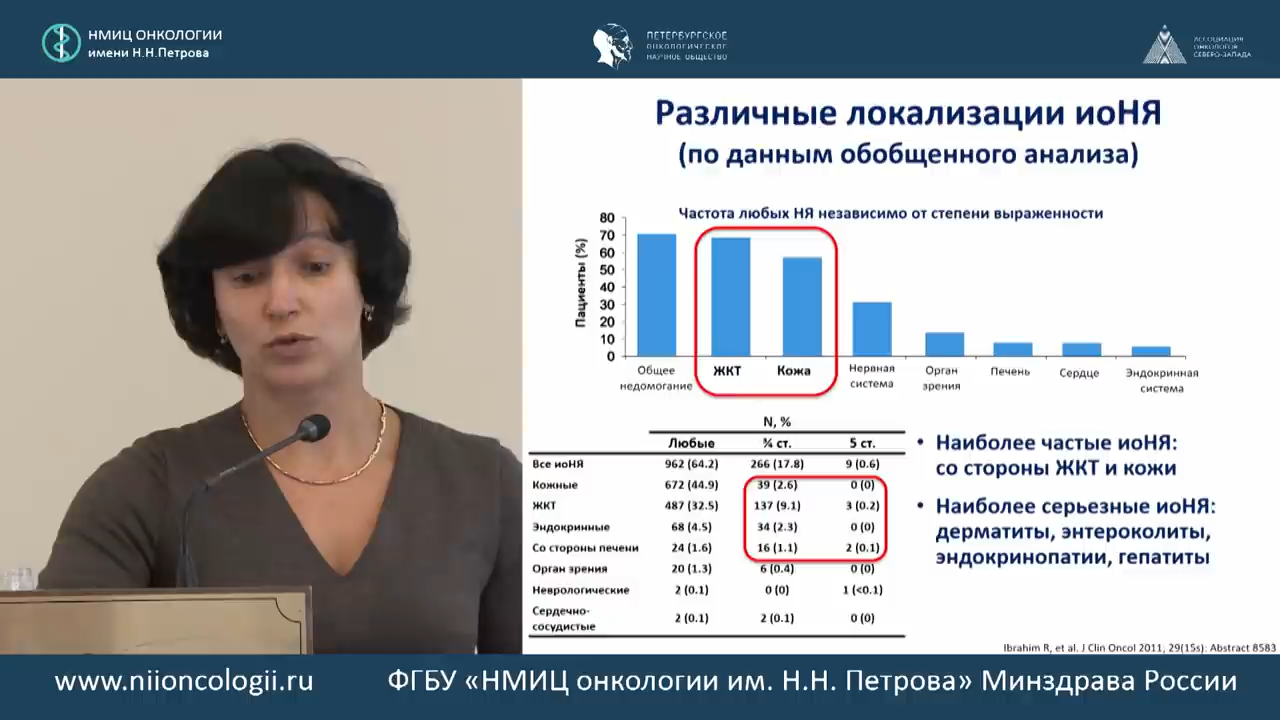 НМИЦ ОНКОЛОГИИ
имени Н.Н.Петрова
ПЕТЕРБУРГСКОЕ
ОНКОЛОГИЧЕСКОЕ
НАУЧНОЕ ОБЩЕСТВО
АССОЦИАЦИЯ
ОНКОЛОГОВ
СЕВЕРО-ЗАПАДА
Различные локализации иоНЯ
(по данным обобщенного анализа)
Частота любых НЯ независимо от степени выраженности
Пациенты (%)
80
70
60
50
40
30
20
10
0
Общее недомогание
ЖКТ
Кожа
Нервная система
Орган зрения
Печень
Сердце
Эндокринная система
N, %
Любые ¾ ст. 5 ст.
Все иоНЯ 962 (64.2) 266 (17.8) 9 (0.6)
Кожные 672 (44.9) 39 (2.6) 0 (0)
ЖКТ 487 (32.5) 137 (9.1) 3 (0.2)
Эндокринные 68 (4.5) 34 (2.3) 0 (0)
Со стороны печени 24 (1.6) 16 (1.1) 2 (0.1)
Орган зрения 20 (1.3) 6 (0.4) 0 (0)
Неврологические 2 (0.1) 0 (0) 1 (<0.1)
Сердечно-
сосудистые 2 (0.1) 2 (0.1) 0 (0)
• Наиболее частые иоНЯ:
со стороны ЖКТ и кожи
• Наиболее серьезные иоНЯ:
дерматиты, энтероколиты,
эндокринопатии, гепатиты
Ibrahim R, et al. J Clin Oncol 2011, 29(15s): Abstract 8583
www.niioncologii.ru
ФГБУ «НМИЦ онкологии им. Н.Н. Петрова» Минздрава России